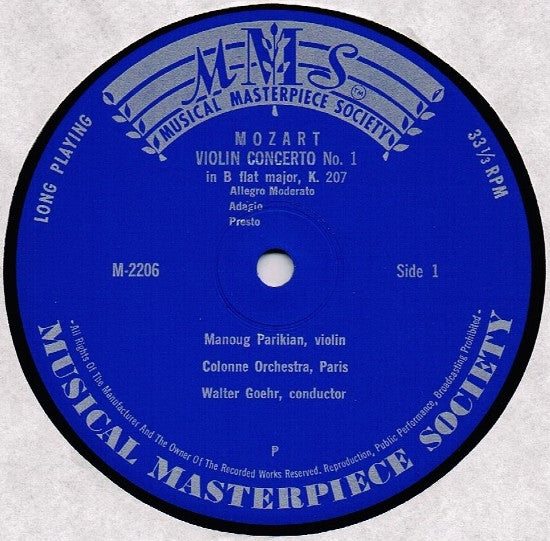 MMS
TM
MUSICAL MASTERPIECE SOCIETY
LONG PLAYING
33 1/3 RPM
MOZART
VIOLIN CONCERTO No. 1
in B flat major, K. 207
Allegro Moderato
Adagio
Presto
M-2206
Side 1
Manoug Parikian, violin
Colonne Orchestra, Paris
Walter Goehr, conductor
P
- All Rights Of The Manufacturer And The Owner Of The Recorded Works Reserved. Reproduction, Public Performance, Broadcasting Prohibited -
MUSICAL MASTERPIECE SOCIETY